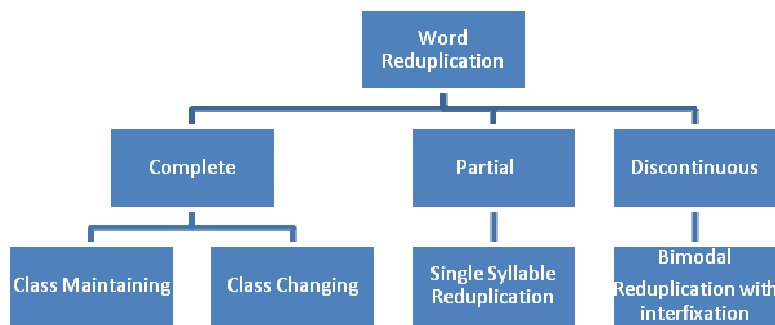 Word
Reduplication
Complete
Partial
Discontinuous
Class Maintaining
Class Changing
Single Syllable
Reduplication
Bimodal
Reduplication with
interfixation